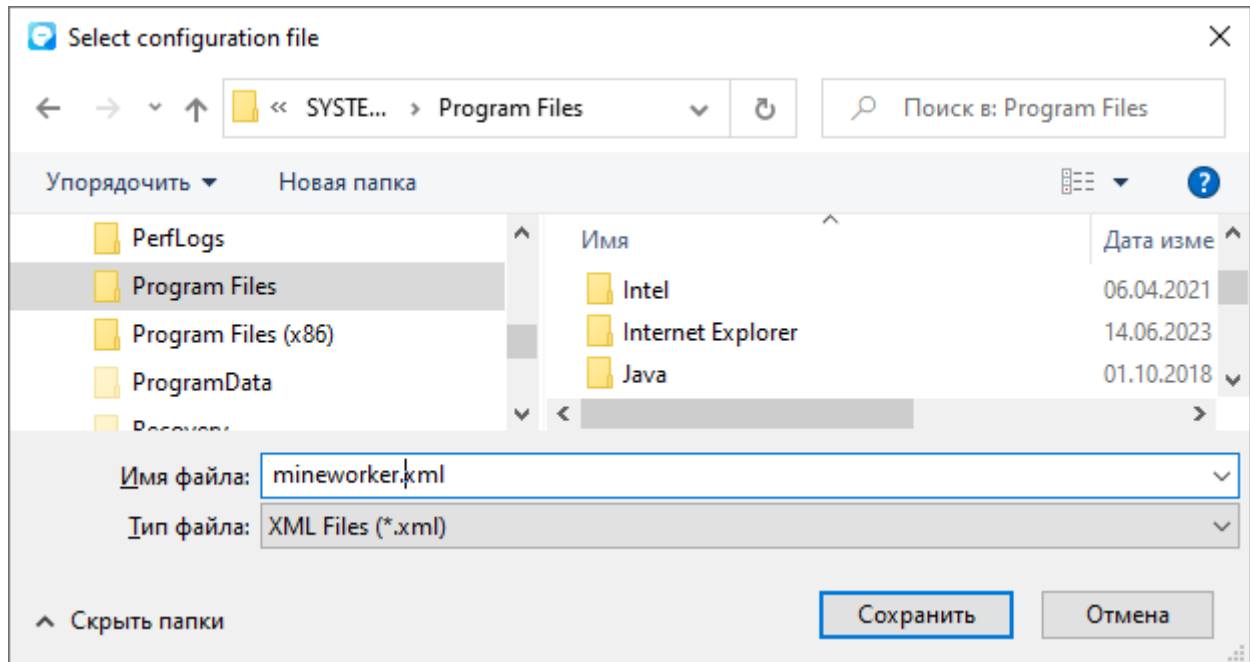 Select configuration file
« SYSTE... > Program Files
Поиск в: Program Files
Упорядочить
Новая папка
PerfLogs
Program Files
Program Files (x86)
ProgramData
Recovery
Имя
Дата изме
Intel
06.04.2021
Internet Explorer
14.06.2023
Java
01.10.2018
Имя файла: mineworker.xml
Тип файла: XML Files (*.xml)
Скрыть папки
Сохранить
Отмена